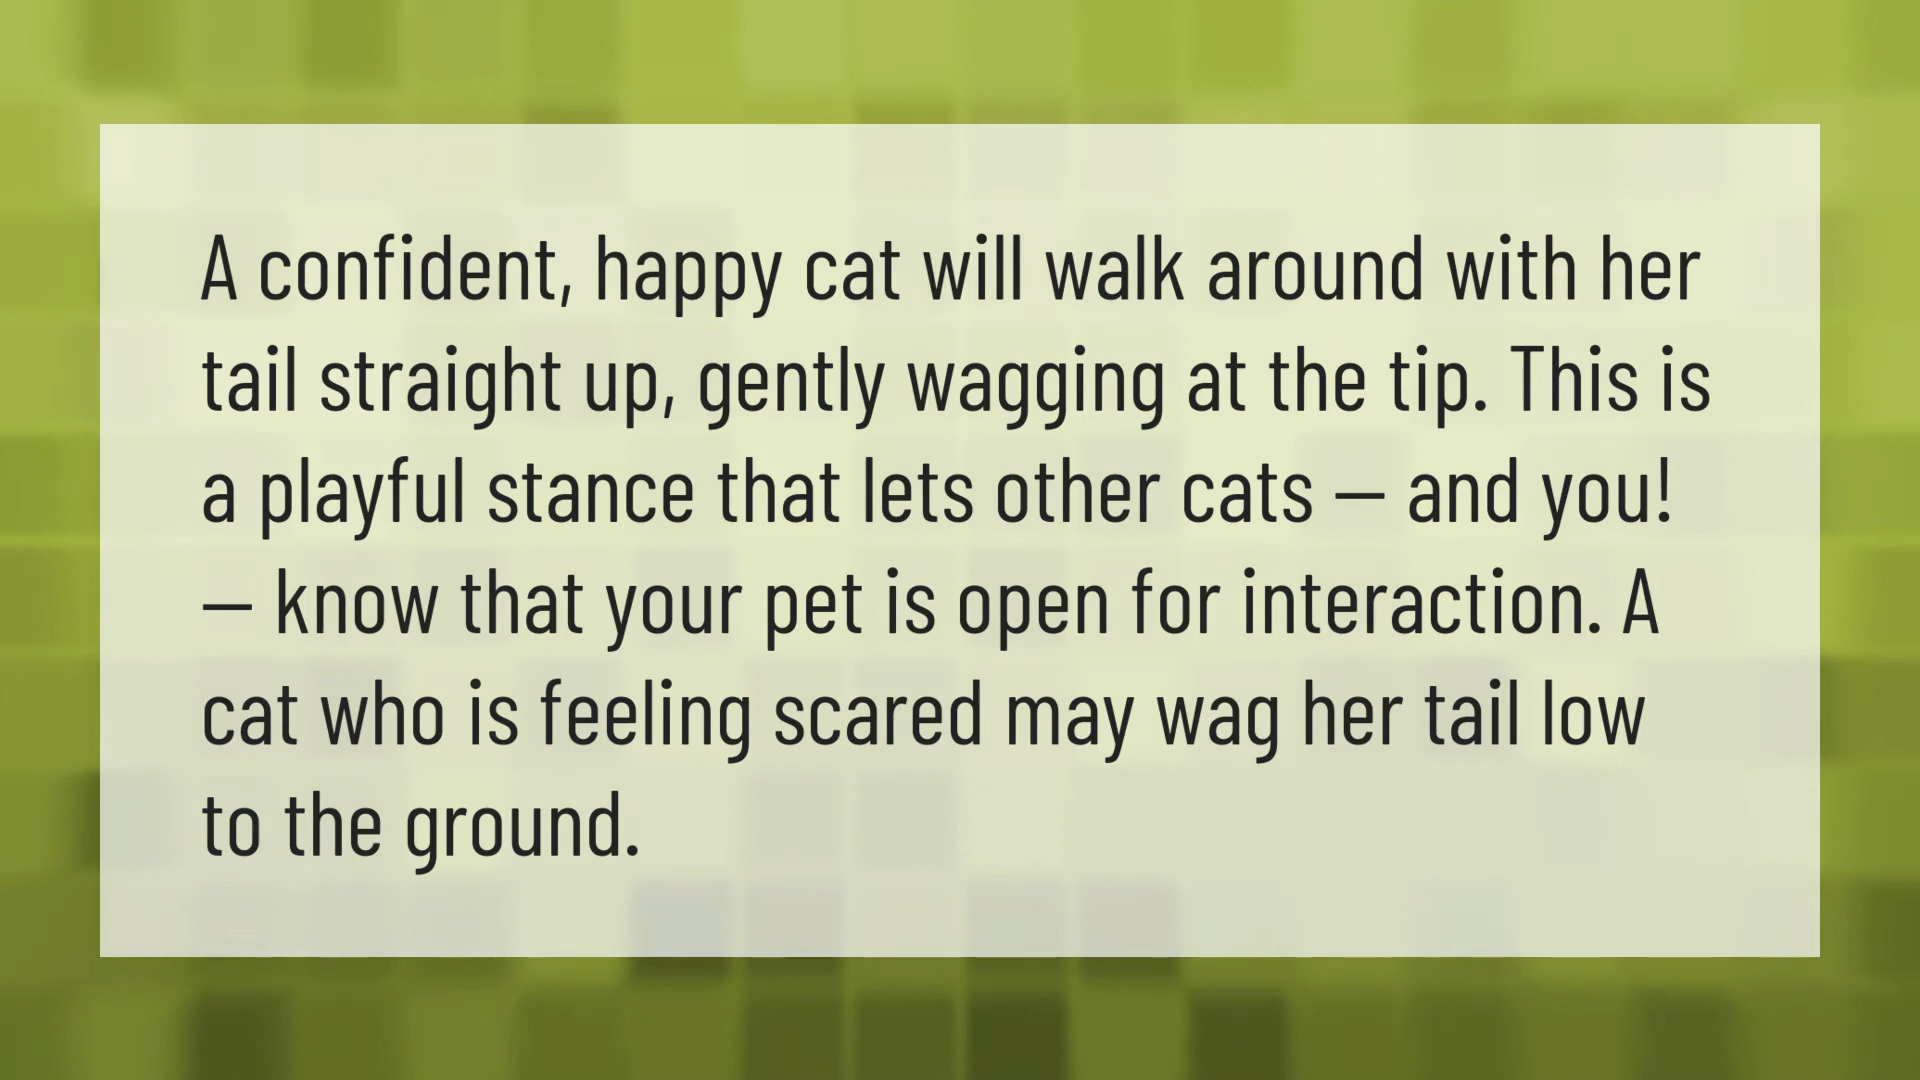 A confident, happy cat will walk around with her
tail straight up, gently wagging at the tip. This is
a playful stance that lets other cats — and you!
— know that your pet is open for interaction. A
cat who is feeling scared may wag her tail low
to the ground.